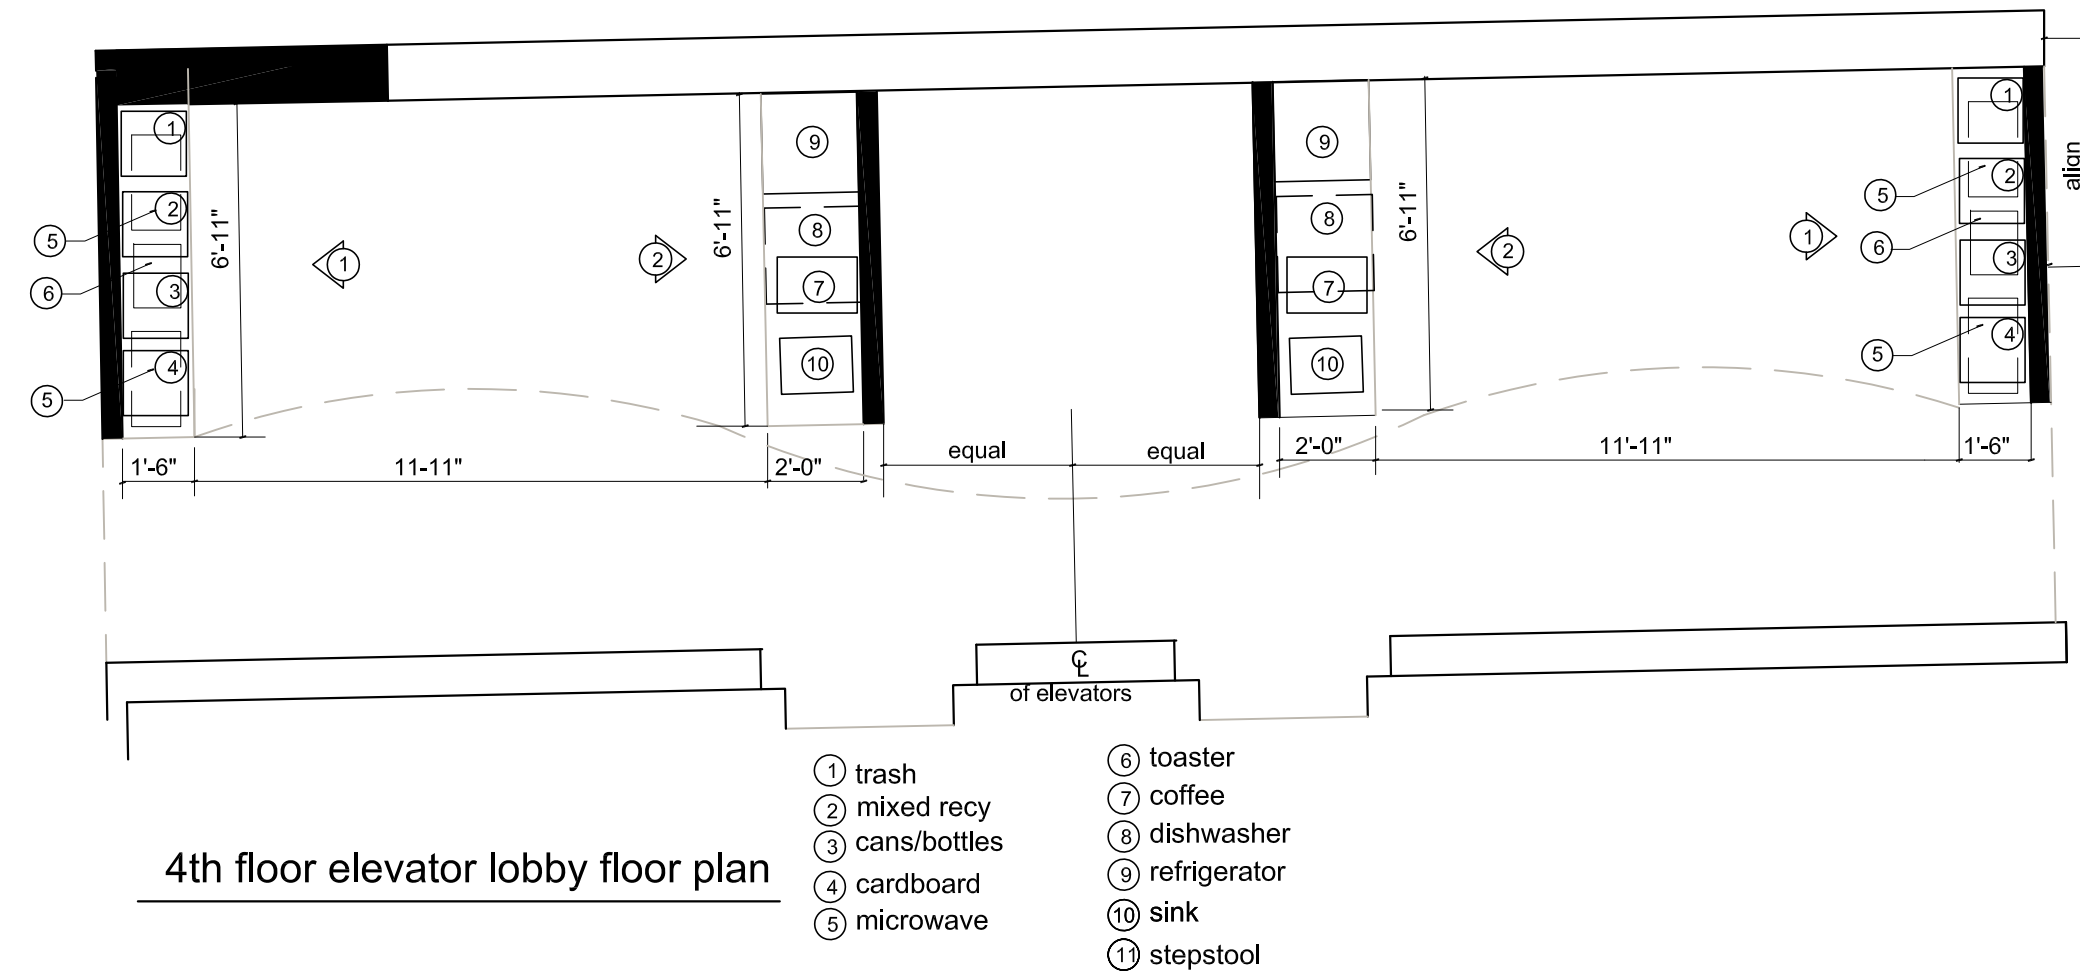 1
9
9
1
align
2
8
8
2
5
5
6'-11"
6'-11"
6'-11"
1
2
2
1
6
6
3
7
7
3
4
10
10
4
5
5
1'-6"
11-11"
2'-0"
equal
equal
2'-0"
11'-11"
1'-6"
CL
of elevators
1 trash
2 mixed recy
3 cans/bottles
4 cardboard
5 microwave
6 toaster
7 coffee
8 dishwasher
9 refrigerator
10 sink
11 stepstool
4th floor elevator lobby floor plan